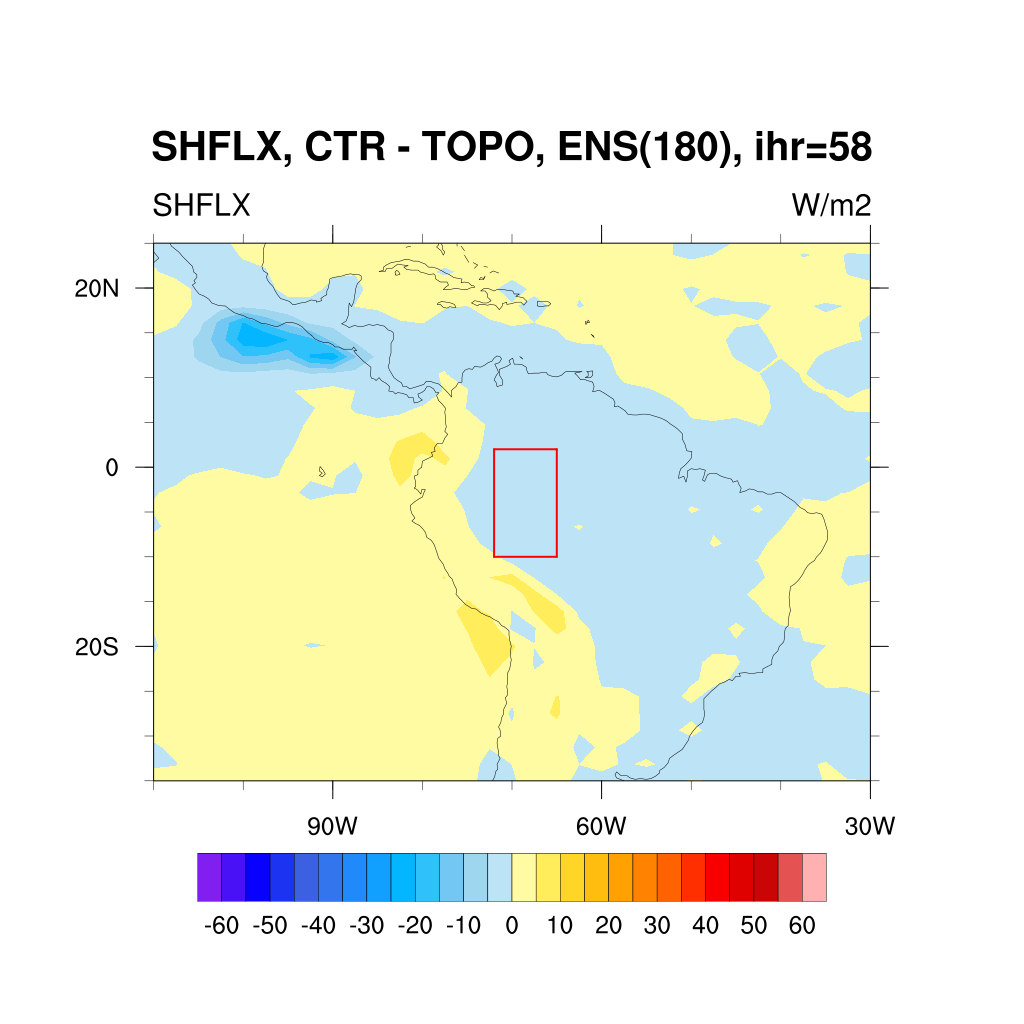 SHFLX, CTR - TOPO, ENS(180), ihr=58
SHFLX W/m2
20N
0
20S
90W 60W 30W
-60 -50 -40 -30 -20 -10 0 10 20 30 40 50 60